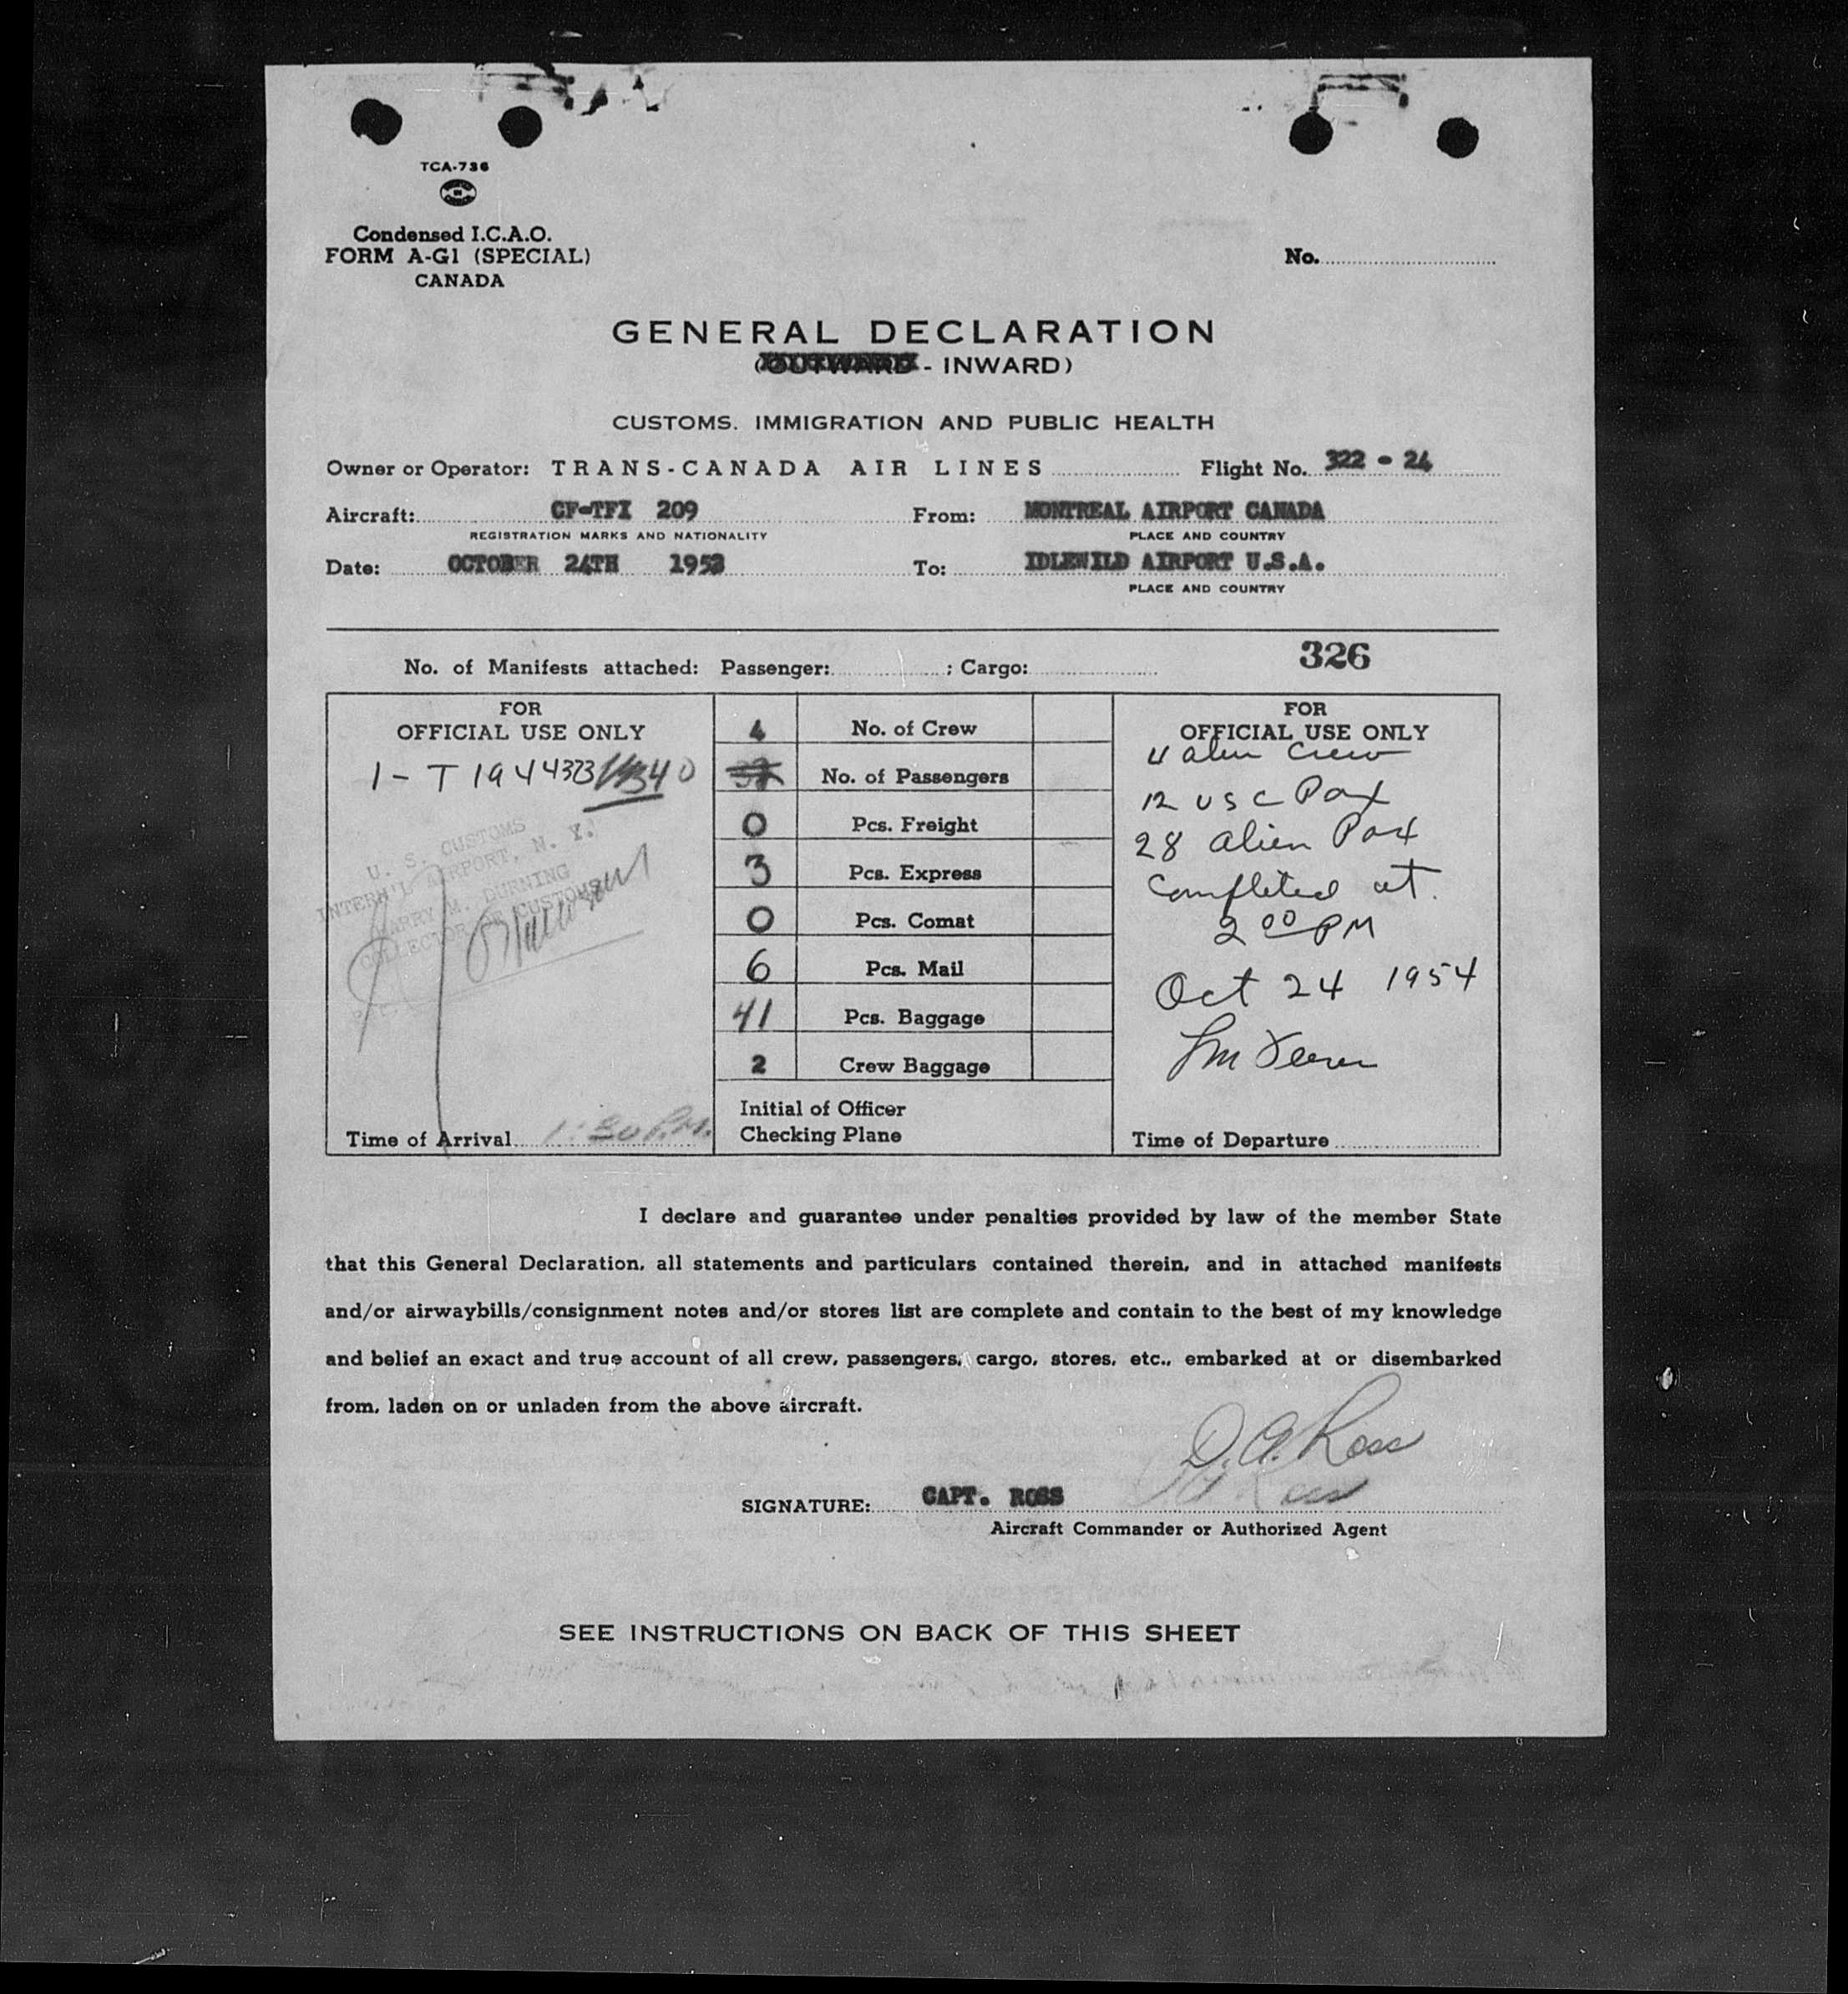 TCA-736
Condensed I.C.A.O.
FORM A-G1 (SPECIAL)
CANADA
No.
GENERAL DECLARATION
(OUTWARD - INWARD)
CUSTOMS. IMMIGRATION AND PUBLIC HEALTH
Owner or Operator: TRANS-CANADA AIR LINES Flight No. 322 - 24
Aircraft: CF-TFI 209 From: MONTREAL AIRPORT CANADA
REGISTRATION MARKS AND NATIONALITY PLACE AND COUNTRY
Date: OCTOBER 24TH 1953 To: IDLEWILD AIRPORT U.S.A.
PLACE AND COUNTRY
326
No. of Manifests attached: Passenger: ; Cargo:
FOR
OFFICIAL USE ONLY
1 - T 1944323
40
U. S. CUSTOMS
INTERN'L AIRPORT, N. Y.
HARRY M. DURNING
COLLECTOR OF CUSTOMS
Time of Arrival 1:30 P.M.
4 No. of Crew
No. of Passengers
0 Pcs. Freight
3 Pcs. Express
0 Pcs. Comat
6 Pcs. Mail
41 Pcs. Baggage
2 Crew Baggage
Initial of Officer
Checking Plane
FOR
OFFICIAL USE ONLY
4 alien crew
12 USC Pax
28 alien Pax
completed at
2 00 PM
Oct 24 1954
Time of Departure
I declare and guarantee under penalties provided by law of the member State
that this General Declaration, all statements and particulars contained therein, and in attached manifests
and/or airwaybills/consignment notes and/or stores list are complete and contain to the best of my knowledge
and belief an exact and true account of all crew, passengers, cargo, stores, etc., embarked at or disembarked
from, laden on or unladen from the above aircraft.
D. A. Ross
SIGNATURE: CAPT. ROSS
Aircraft Commander or Authorized Agent
SEE INSTRUCTIONS ON BACK OF THIS SHEET